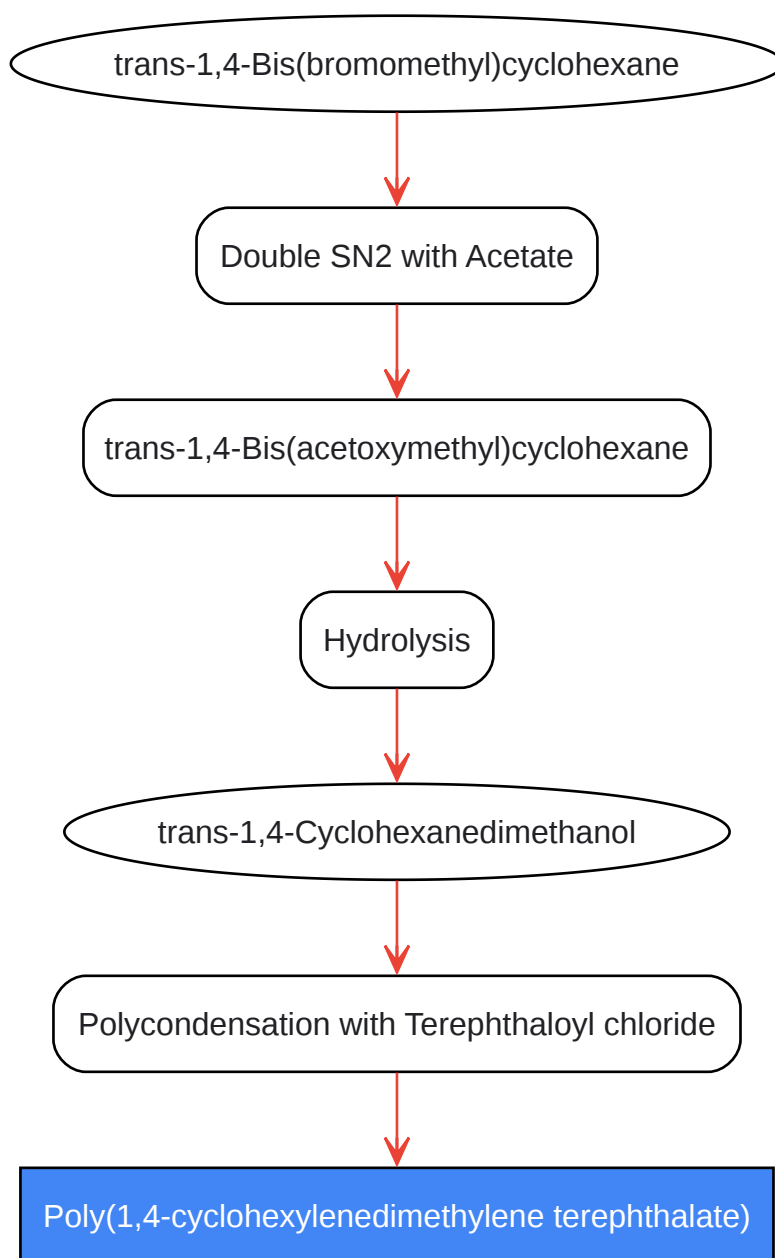 trans-1,4-Bis(bromomethyl)cyclohexane
Double SN2 with Acetate
trans-1,4-Bis(acetoxymethyl)cyclohexane
Hydrolysis
trans-1,4-Cyclohexanedimethanol
Polycondensation with Terephthaloyl chloride
Poly(1,4-cyclohexylenedimethylene terephthalate)